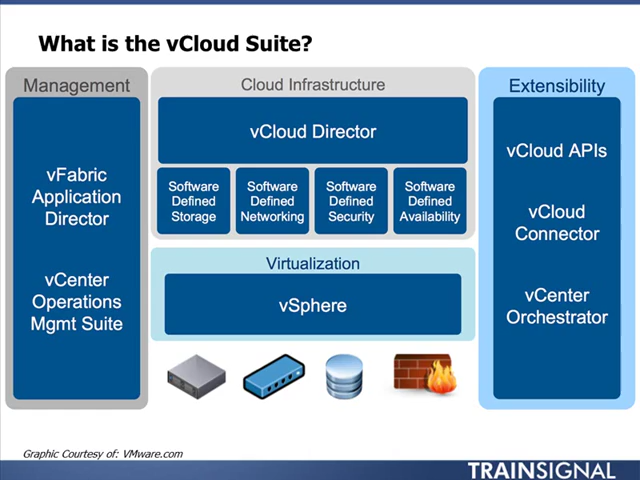 What is the vCloud Suite?
Management
vFabric
Application
Director
vCenter
Operations
Mgmt Suite
Cloud Infrastructure
vCloud Director
Software
Defined
Storage
Software
Defined
Networking
Software
Defined
Security
Software
Defined
Availability
Virtualization
vSphere
Extensibility
vCloud APIs
vCloud
Connector
vCenter
Orchestrator
Graphic Courtesy of: VMware.com
TRAINSIGNAL